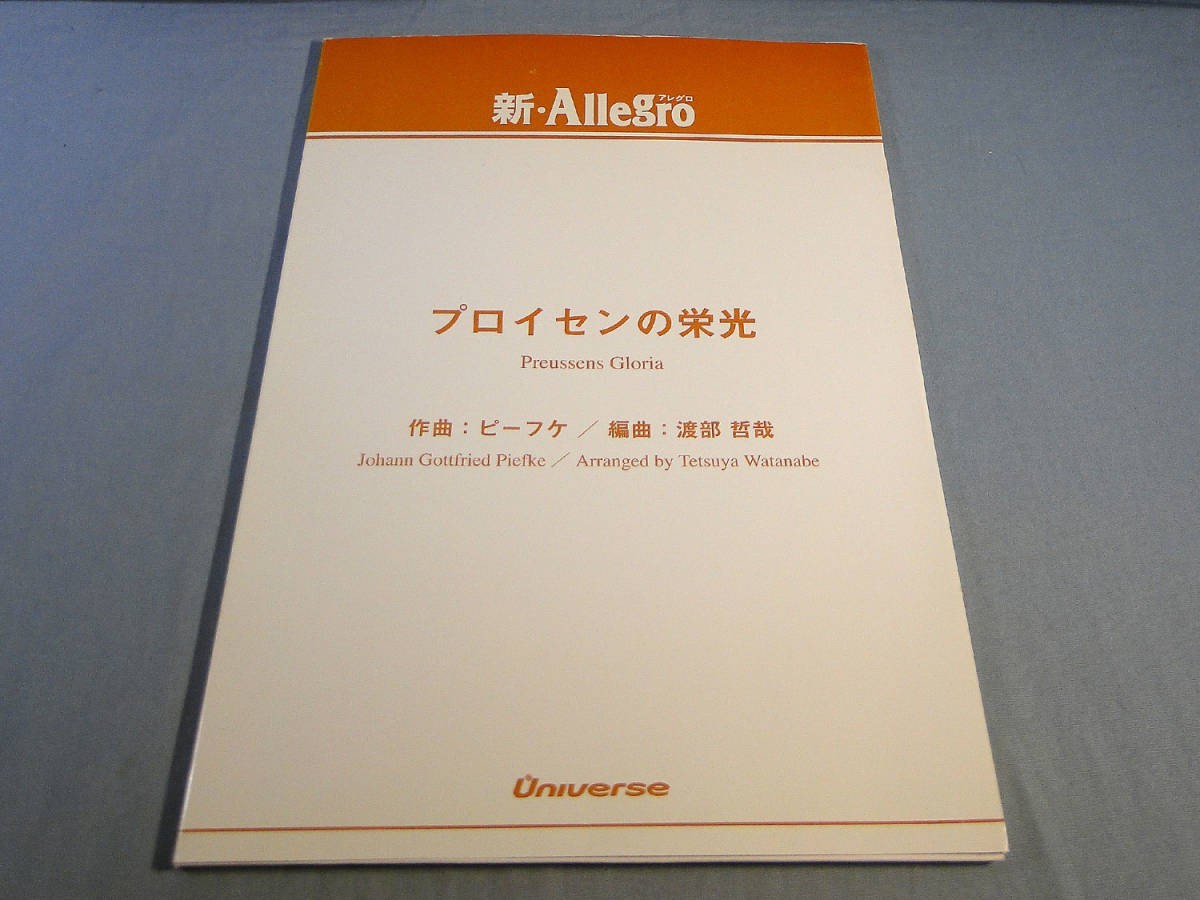 アレグロ
新・Allegro
プロイセンの栄光
Preussens Gloria
作曲：ピーフケ ／ 編曲：渡部 哲哉
Johann Gottfried Piefke ／ Arranged by Tetsuya Watanabe
Universe